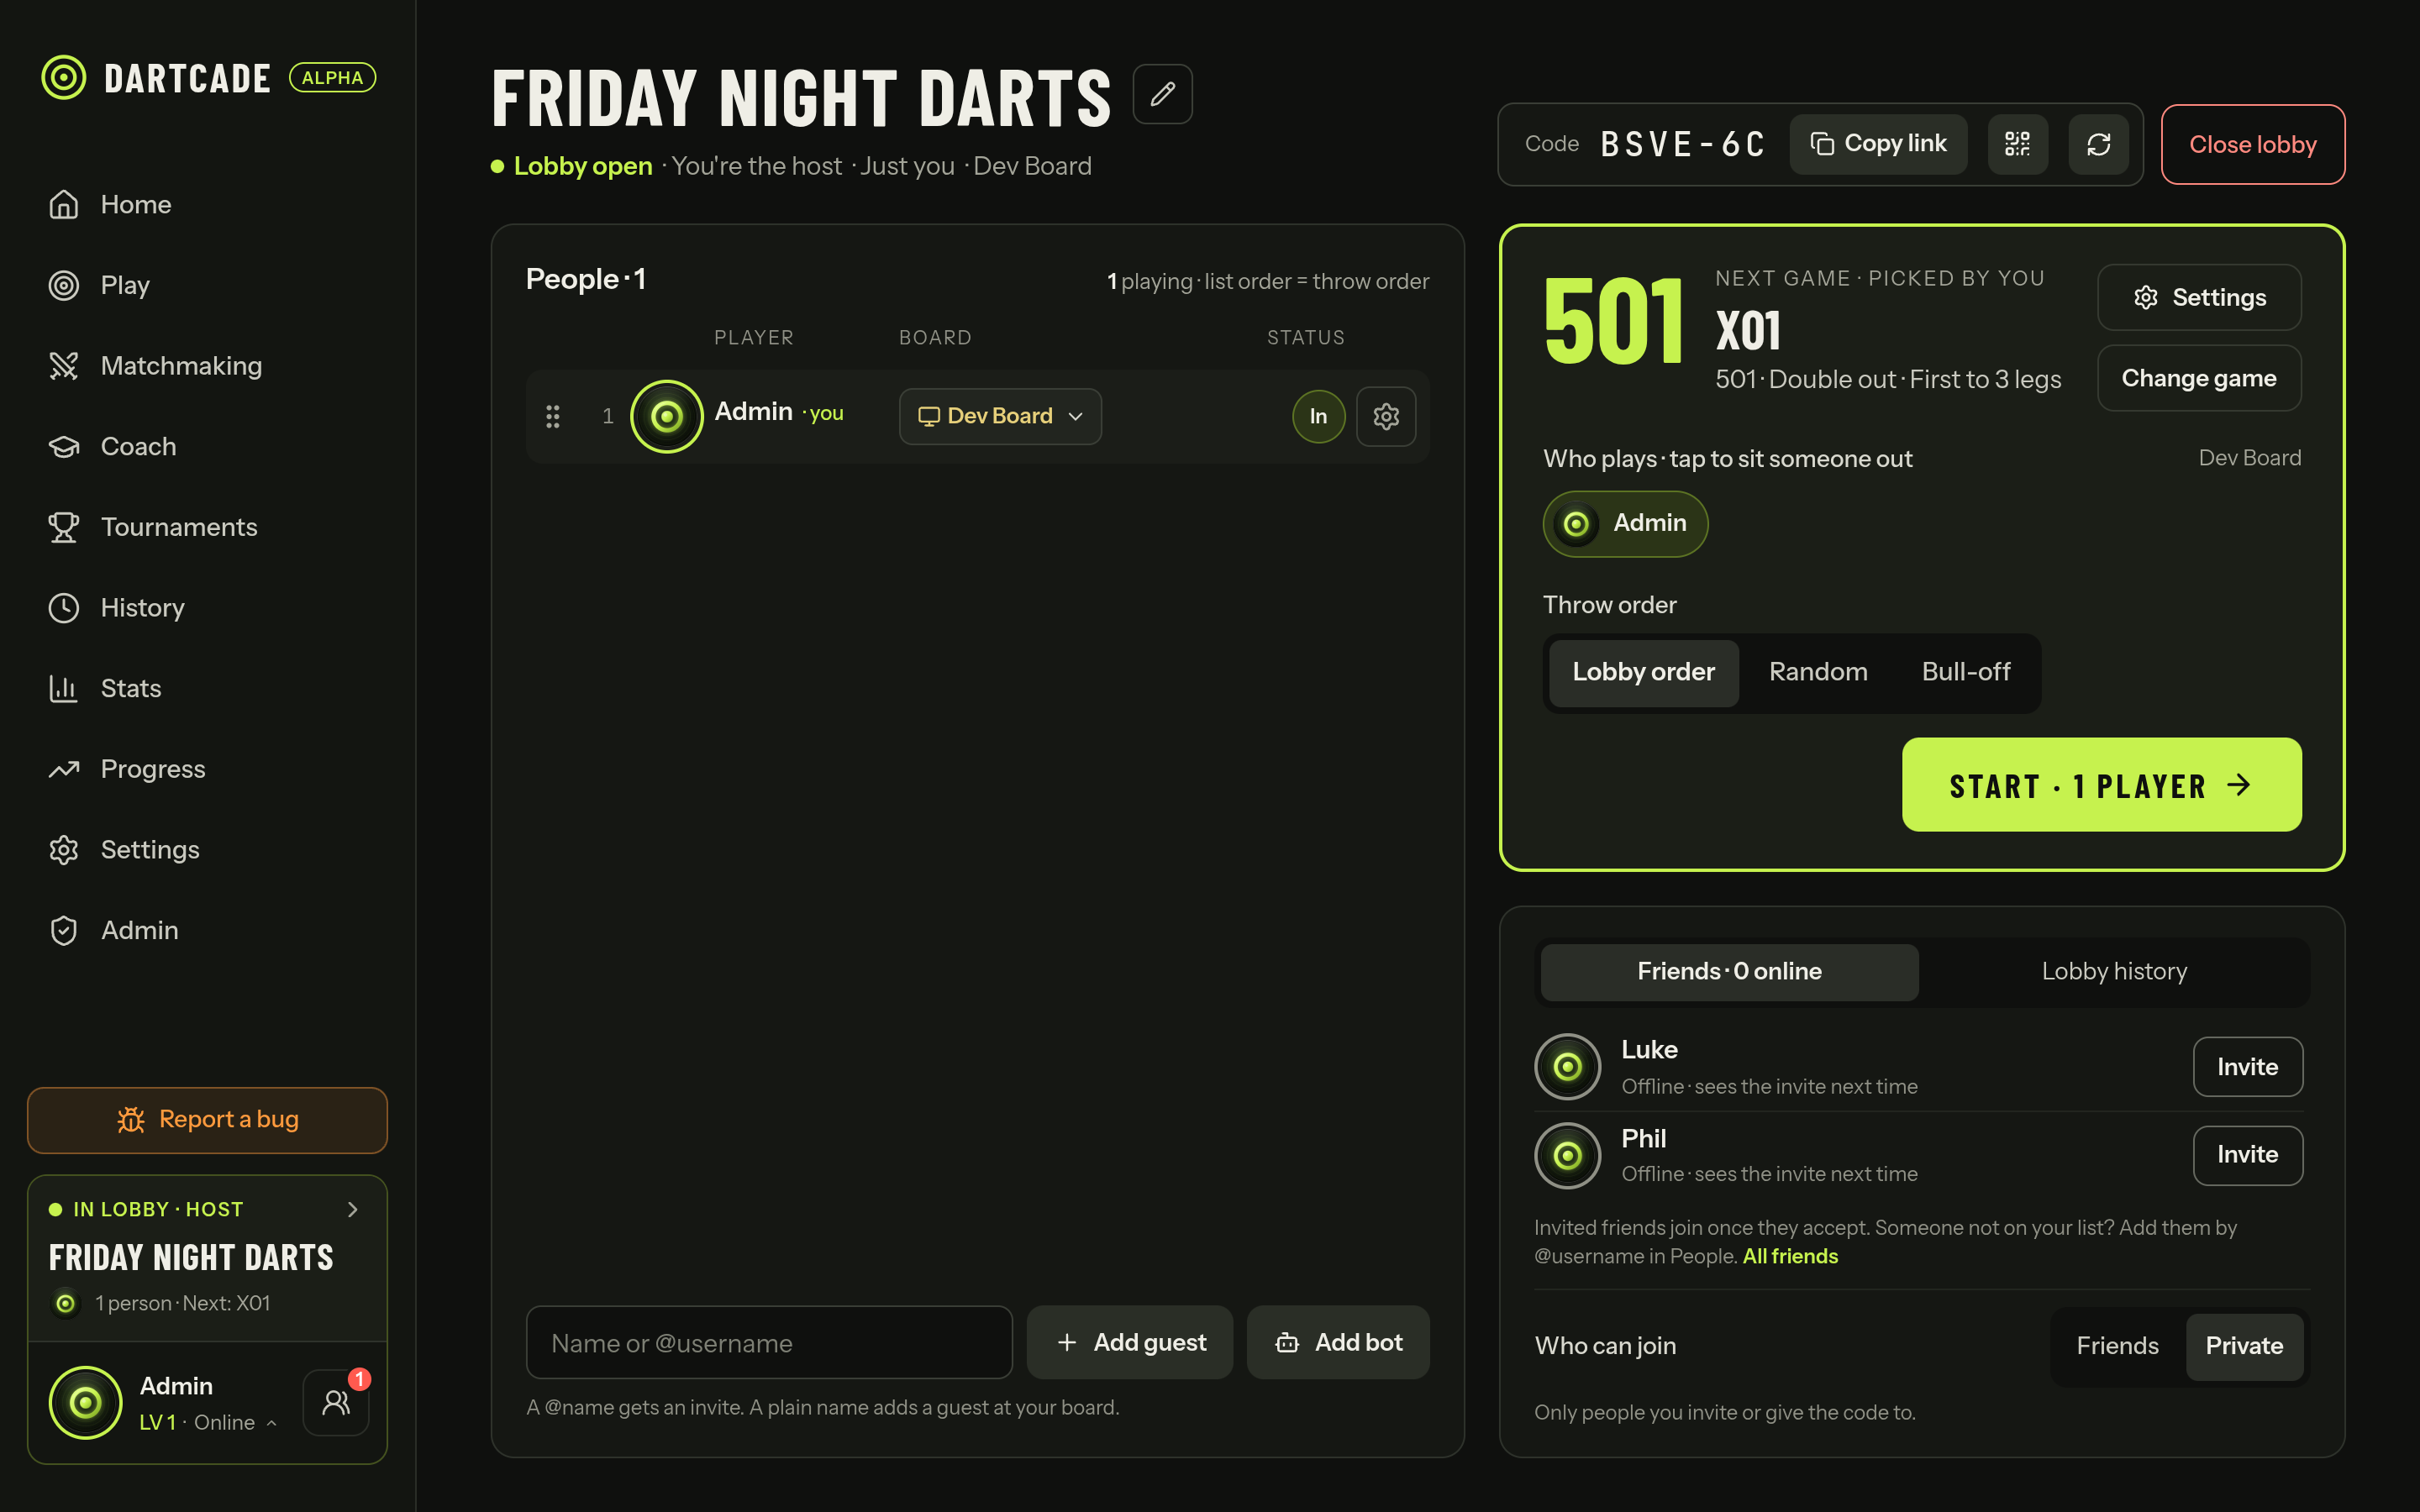 DARTCADE ALPHA
Home
Play
Matchmaking
Coach
Tournaments
History
Stats
Progress
Settings
Admin
Report a bug
IN LOBBY · HOST
FRIDAY NIGHT DARTS
1 person · Next: X01
Admin
LV 1 · Online
1
FRIDAY NIGHT DARTS
Lobby open · You're the host · Just you · Dev Board
Code BSVE-6C Copy link
Close lobby
People · 1
1 playing · list order = throw order
PLAYER BOARD STATUS
1 Admin · you Dev Board In
Name or @username
Add guest
Add bot
A @name gets an invite. A plain name adds a guest at your board.
501
NEXT GAME · PICKED BY YOU
X01
501 · Double out · First to 3 legs
Settings
Change game
Who plays · tap to sit someone out
Dev Board
Admin
Throw order
Lobby order Random Bull-off
START · 1 PLAYER
Friends · 0 online
Lobby history
Luke
Offline · sees the invite next time
Invite
Phil
Offline · sees the invite next time
Invite
Invited friends join once they accept. Someone not on your list? Add them by
@username in People. All friends
Who can join
Friends Private
Only people you invite or give the code to.